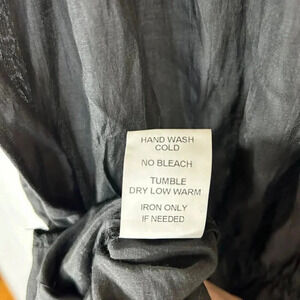 HAND WASH
COLD
NO BLEACH
TUMBLE
DRY LOW WARM
IRON ONLY
IF NEEDED